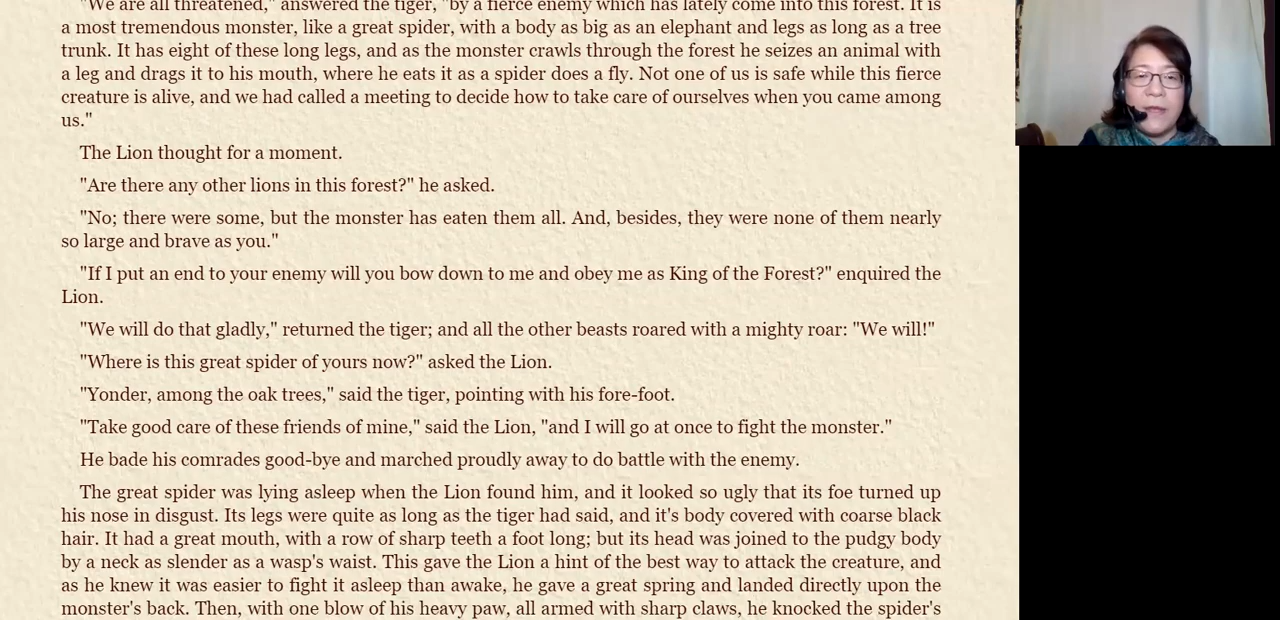 "We are all threatened," answered the tiger, "by a fierce enemy which has lately come into this forest. It is
a most tremendous monster, like a great spider, with a body as big as an elephant and legs as long as a tree
trunk. It has eight of these long legs, and as the monster crawls through the forest he seizes an animal with
a leg and drags it to his mouth, where he eats it as a spider does a fly. Not one of us is safe while this fierce
creature is alive, and we had called a meeting to decide how to take care of ourselves when you came among
us."
The Lion thought for a moment.
"Are there any other lions in this forest?" he asked.
"No; there were some, but the monster has eaten them all. And, besides, they were none of them nearly
so large and brave as you."
"If I put an end to your enemy will you bow down to me and obey me as King of the Forest?" enquired the
Lion.
"We will do that gladly," returned the tiger; and all the other beasts roared with a mighty roar: "We will!"
"Where is this great spider of yours now?" asked the Lion.
"Yonder, among the oak trees," said the tiger, pointing with his fore-foot.
"Take good care of these friends of mine," said the Lion, "and I will go at once to fight the monster."
He bade his comrades good-bye and marched proudly away to do battle with the enemy.
The great spider was lying asleep when the Lion found him, and it looked so ugly that its foe turned up
his nose in disgust. Its legs were quite as long as the tiger had said, and it's body covered with coarse black
hair. It had a great mouth, with a row of sharp teeth a foot long; but its head was joined to the pudgy body
by a neck as slender as a wasp's waist. This gave the Lion a hint of the best way to attack the creature, and
as he knew it was easier to fight it asleep than awake, he gave a great spring and landed directly upon the
monster's back. Then, with one blow of his heavy paw, all armed with sharp claws, he knocked the spider's